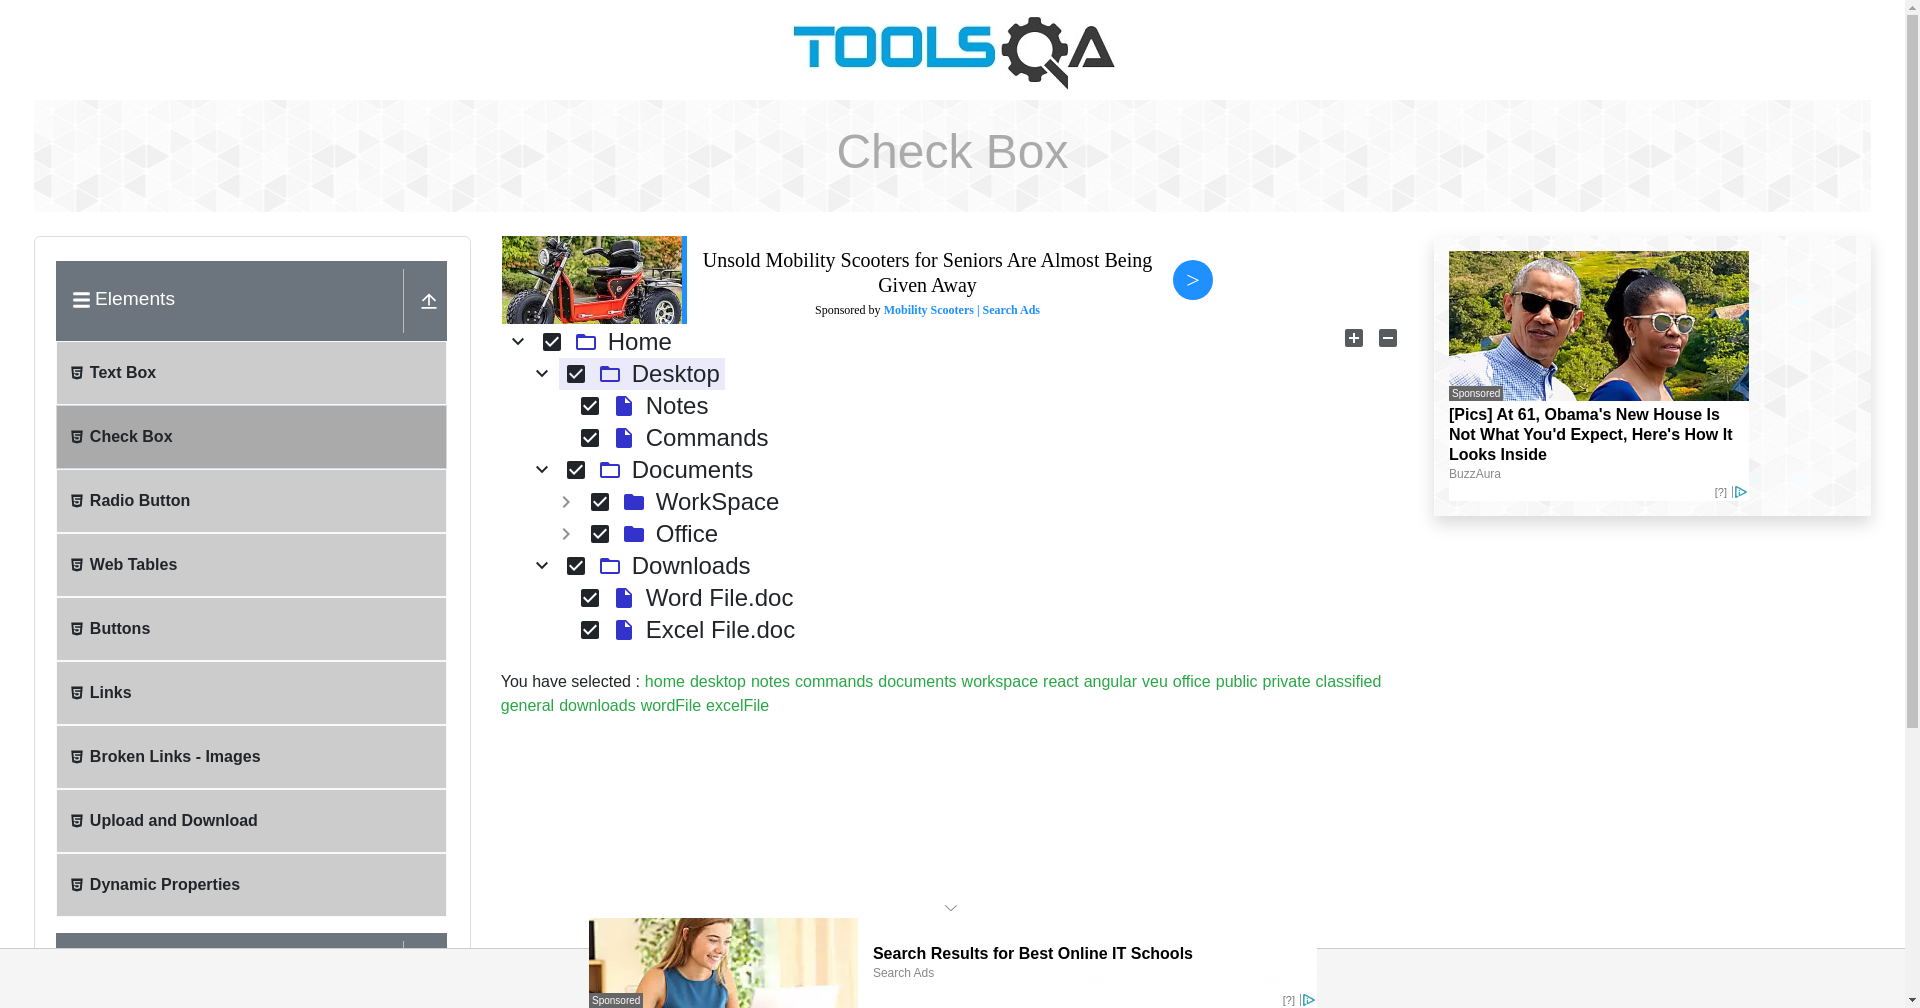 TOOLSQA
Check Box
Elements
Text Box
Check Box
Radio Button
Web Tables
Buttons
Links
Broken Links - Images
Upload and Download
Dynamic Properties
Unsold Mobility Scooters for Seniors Are Almost Being
Given Away
Sponsored by Mobility Scooters | Search Ads
>
Home
Desktop
Notes
Commands
Documents
WorkSpace
Office
Downloads
Word File.doc
Excel File.doc
You have selected : home desktop notes commands documents workspace react angular veu office public private classified
general downloads wordFile excelFile
Sponsored
[Pics] At 61, Obama's New House Is
Not What You'd Expect, Here's How It
Looks Inside
BuzzAura
[?]
Search Results for Best Online IT Schools
Search Ads
Sponsored
[?]